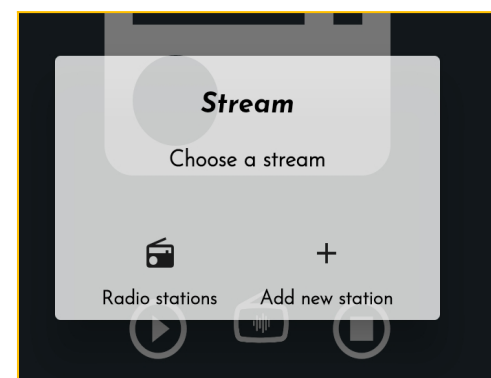 Stream
Choose a stream
Radio stations
Add new station